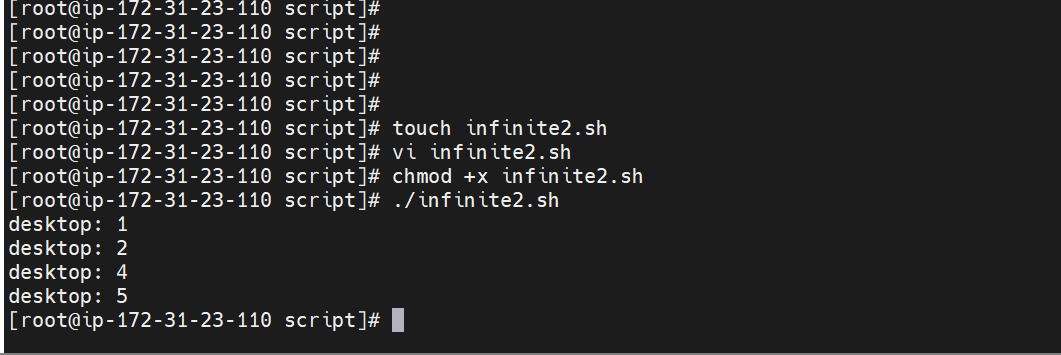 [root@ip-172-31-23-110 script]#
[root@ip-172-31-23-110 script]#
[root@ip-172-31-23-110 script]#
[root@ip-172-31-23-110 script]#
[root@ip-172-31-23-110 script]#
[root@ip-172-31-23-110 script]# touch infinite2.sh
[root@ip-172-31-23-110 script]# vi infinite2.sh
[root@ip-172-31-23-110 script]# chmod +x infinite2.sh
[root@ip-172-31-23-110 script]# ./infinite2.sh
desktop: 1
desktop: 2
desktop: 4
desktop: 5
[root@ip-172-31-23-110 script]#